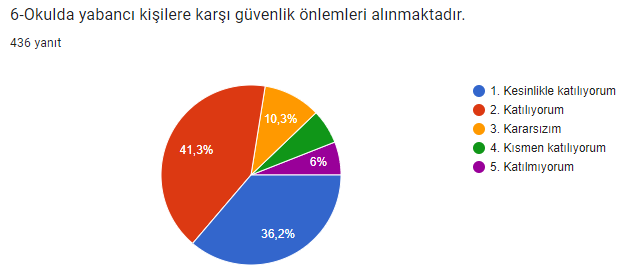 6-Okulda yabancı kişilere karşı güvenlik önlemleri alınmaktadır.
436 yanıt
1. Kesinlikle katılıyorum
2. Katılıyorum
3. Kararsızım
4. Kısmen katılıyorum
5. Katılmıyorum
10,3%
41,3%
6%
36,2%